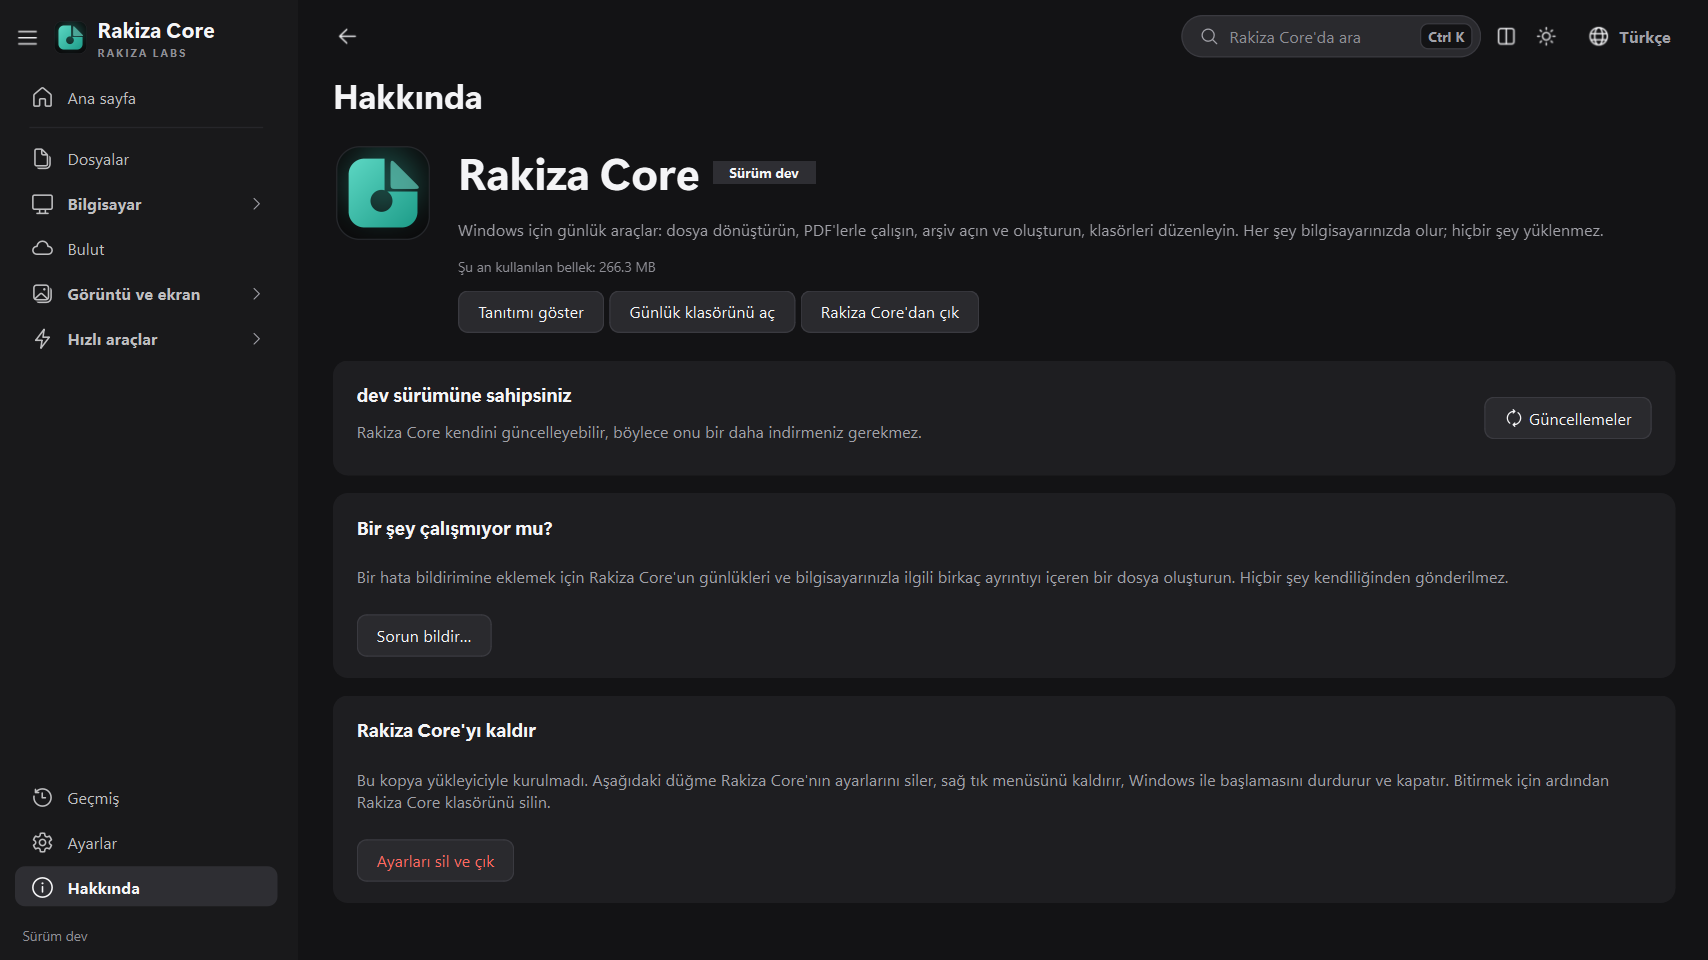 Rakiza Core
RAKIZA LABS
Ana sayfa
Dosyalar
Bilgisayar
Bulut
Görüntü ve ekran
Hızlı araçlar
Geçmiş
Ayarlar
Hakkında
Sürüm dev
Rakiza Core'da ara
Ctrl K
Türkçe
Hakkında
Rakiza Core
Sürüm dev
Windows için günlük araçlar: dosya dönüştürün, PDF'lerle çalışın, arşiv açın ve oluşturun, klasörleri düzenleyin. Her şey bilgisayarınızda olur; hiçbir şey yüklenmez.
Şu an kullanılan bellek: 266.3 MB
Tanıtımı göster
Günlük klasörünü aç
Rakiza Core'dan çık
dev sürümüne sahipsiniz
Rakiza Core kendini güncelleyebilir, böylece onu bir daha indirmeniz gerekmez.
Güncellemeler
Bir şey çalışmıyor mu?
Bir hata bildirimine eklemek için Rakiza Core'un günlükleri ve bilgisayarınızla ilgili birkaç ayrıntıyı içeren bir dosya oluşturun. Hiçbir şey kendiliğinden gönderilmez.
Sorun bildir...
Rakiza Core'yı kaldır
Bu kopya yükleyiciyle kurulmadı. Aşağıdaki düğme Rakiza Core'nın ayarlarını siler, sağ tık menüsünü kaldırır, Windows ile başlamasını durdurur ve kapatır. Bitirmek için ardından
Rakiza Core klasörünü silin.
Ayarları sil ve çık